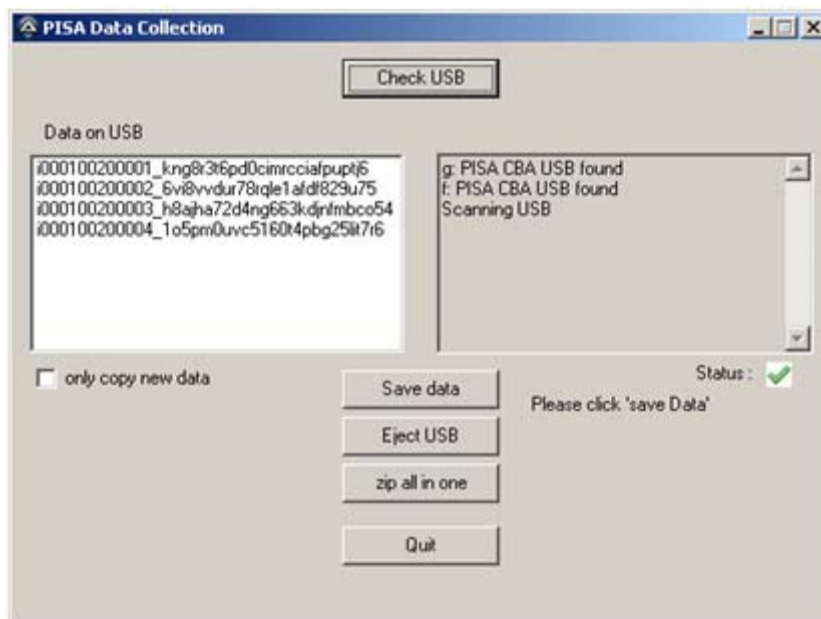 PISA Data Collection
Check USB
Data on USB
i000100200001_kng8r3t6pd0cimrcciafpuptj6
i000100200002_6vi8vvdur78rqle1afdf829u75
i000100200003_h8ajha72d4ng663kdjnfmbco54
i000100200004_1o5pm0uvc5160t4pbg25lit7r6
g: PISA CBA USB found
f: PISA CBA USB found
Scanning USB
only copy new data
Save data
Status :
Please click 'save Data'
Eject USB
zip all in one
Quit